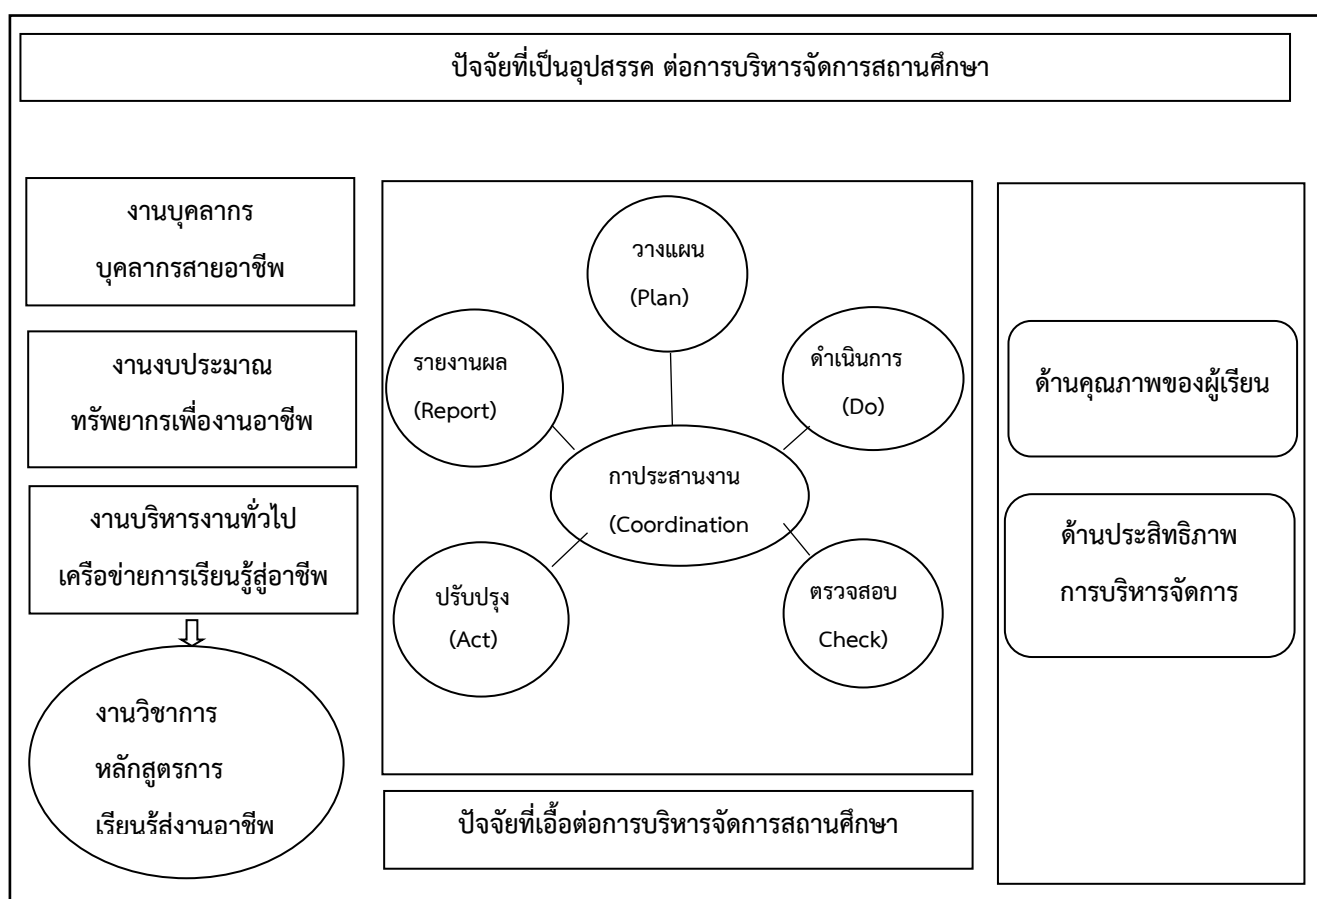 ปัจจัยที่เป็นอุปสรรค ต่อการบริหารจัดการสถานศึกษา
งานบุคลากร
บุคลากรสายอาชีพ
งานงบประมาณ
ทรัพยากรเพื่องานอาชีพ
งานบริหารงานทั่วไป
เครือข่ายการเรียนรู้สู่อาชีพ
งานวิชาการ
หลักสูตรการ
เรียนรู้สู่งานอาชีพ
วางแผน
(Plan)
รายงานผล
(Report)
ดำเนินการ
(Do)
กาประสานงาน
(Coordination
ปรับปรุง
(Act)
ตรวจสอบ
Check)
ปัจจัยที่เอื้อต่อการบริหารจัดการสถานศึกษา
ด้านคุณภาพของผู้เรียน
ด้านประสิทธิภาพ
การบริหารจัดการ